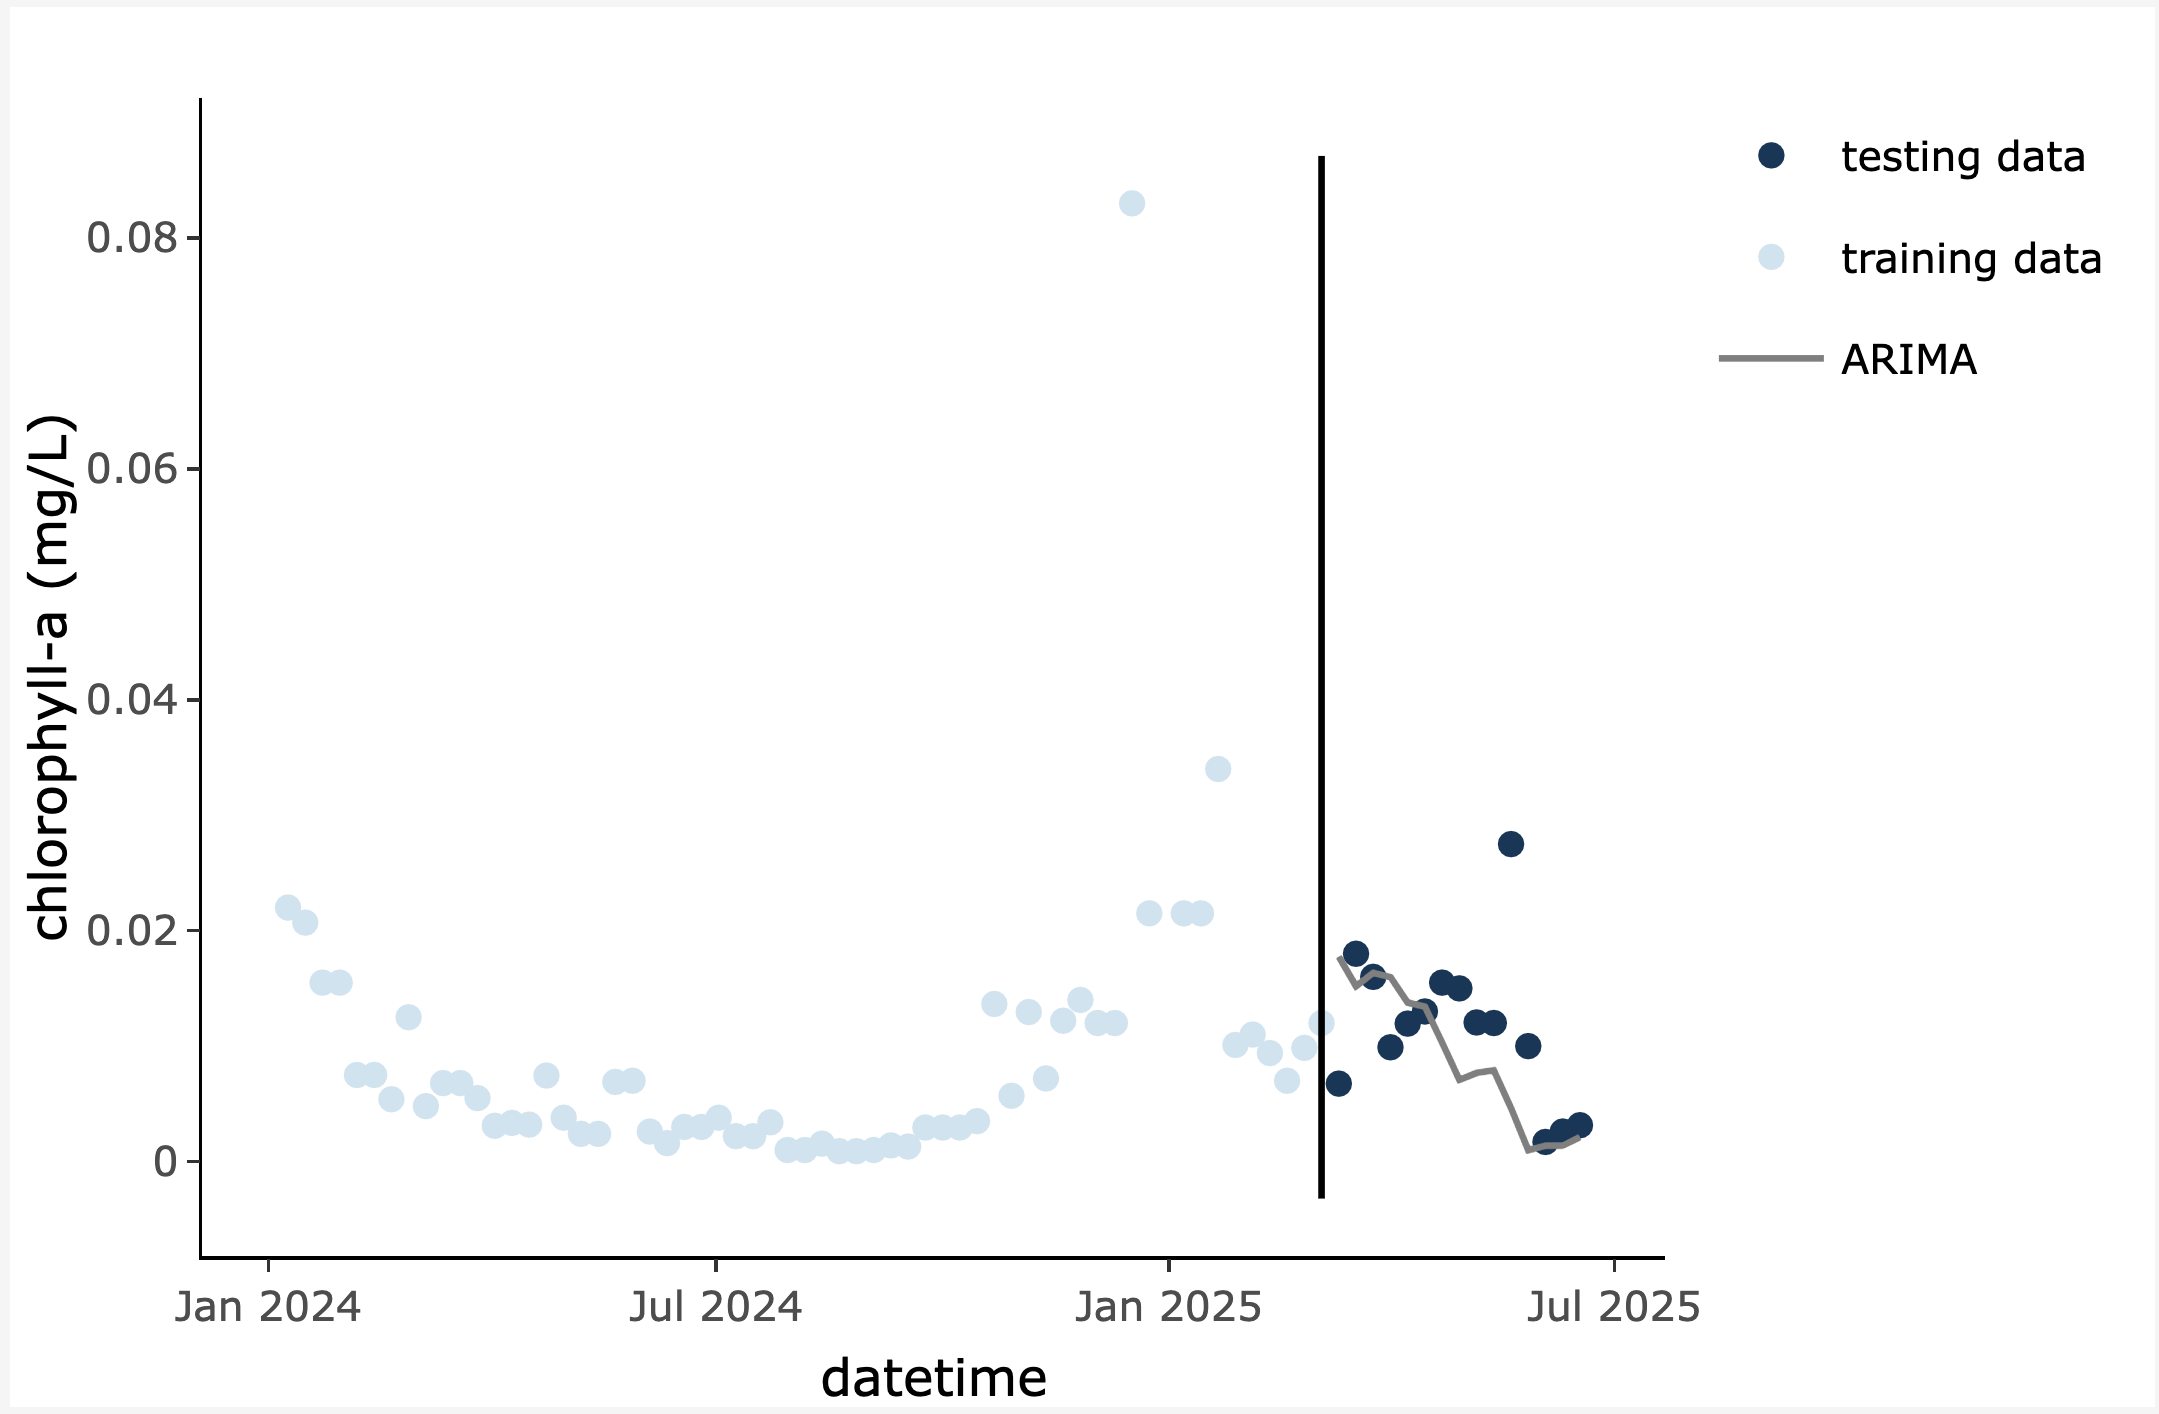 testing data
training data
ARIMA
chlorophyll-a (mg/L)
0.08
0.06
0.04
0.02
0
Jan 2024
Jul 2024
Jan 2025
Jul 2025
datetime